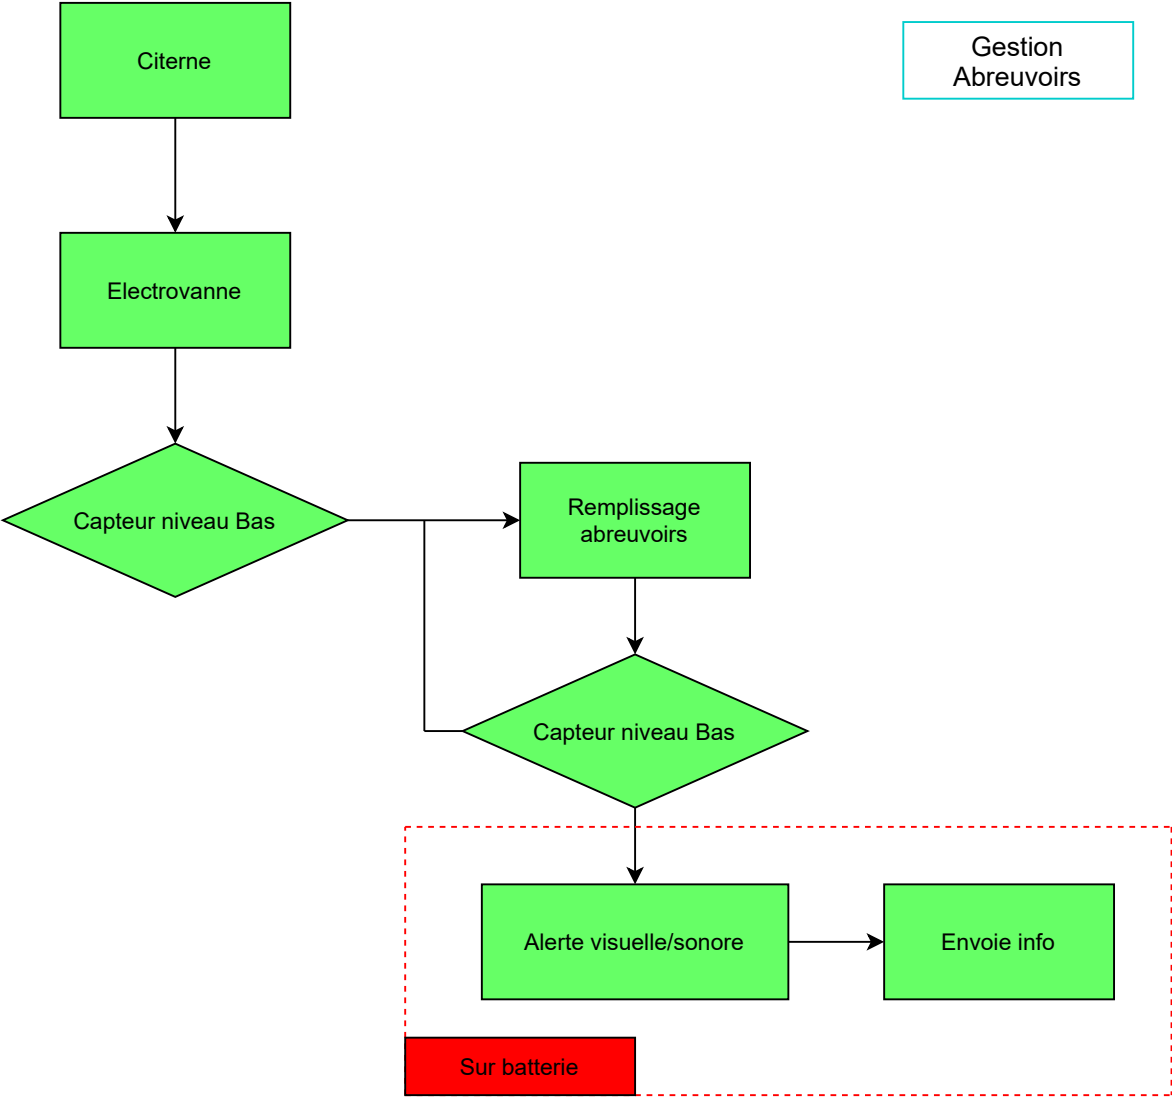 Citerne
Gestion
Abreuvoirs
Electrovanne
Capteur niveau Bas
Remplissage
abreuvoirs
Capteur niveau Bas
Alerte visuelle/sonore
Envoie info
Sur batterie